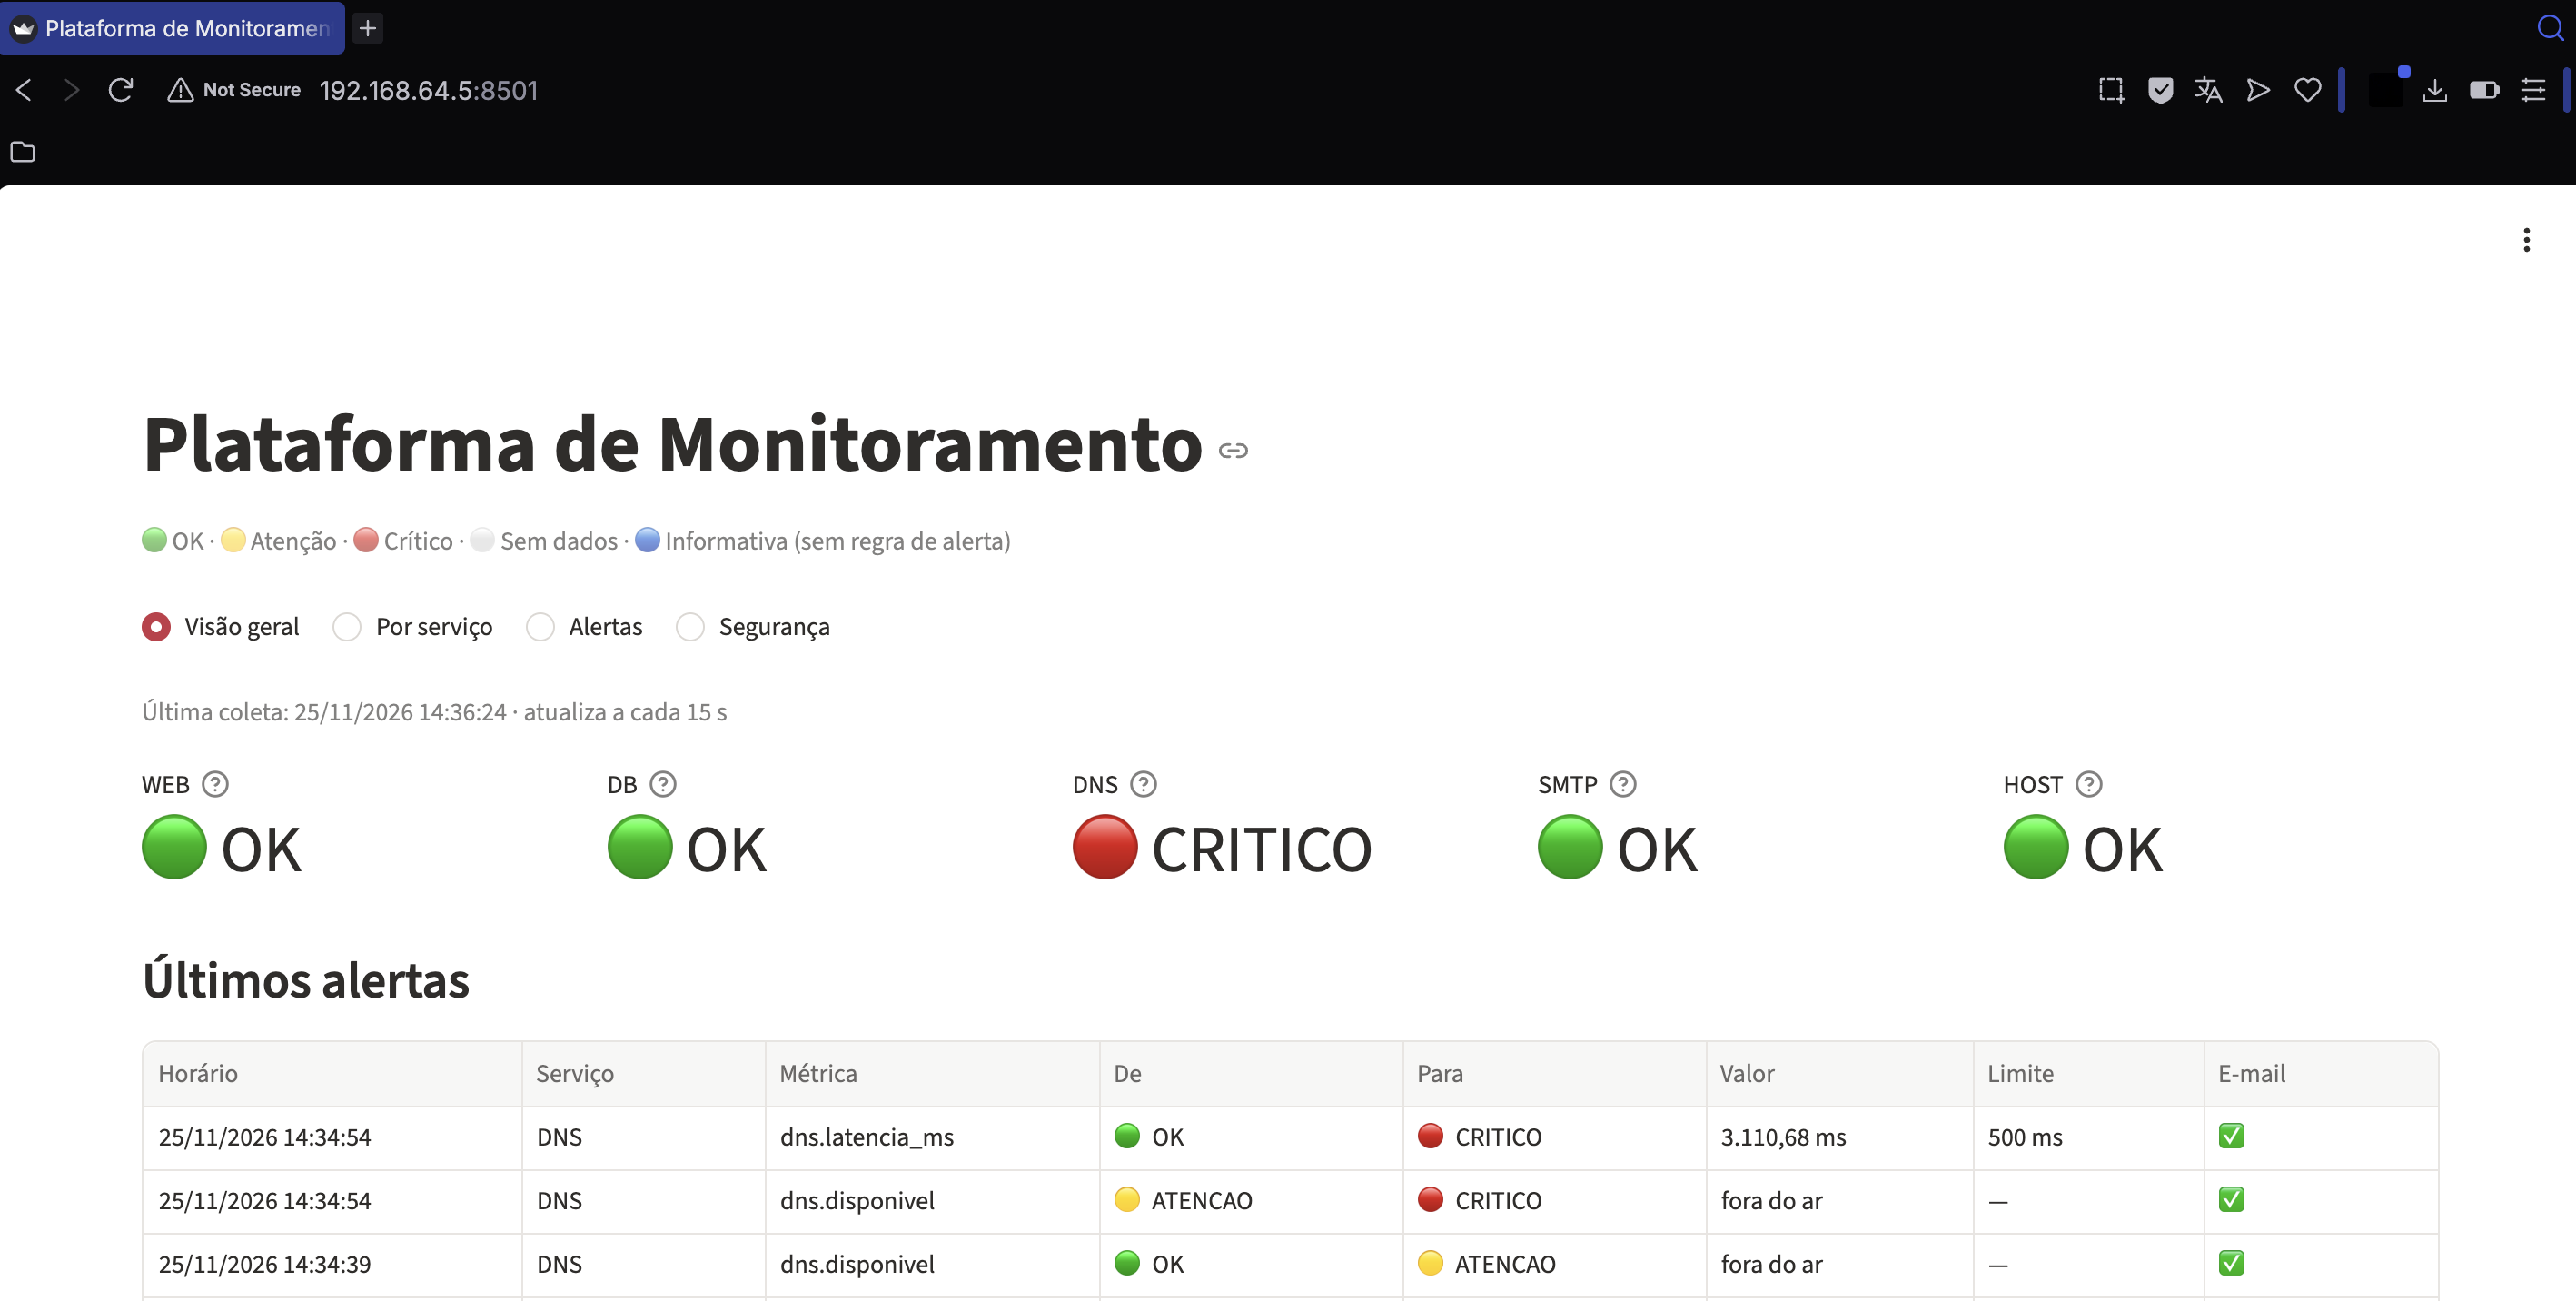 Plataforma de Monitoramen
Not Secure 192.168.64.5:8501
Plataforma de Monitoramento
OK · Atenção · Crítico · Sem dados · Informativa (sem regra de alerta)
Visão geral Por serviço Alertas Segurança
Última coleta: 25/11/2026 14:36:24 · atualiza a cada 15 s
WEB DB DNS SMTP HOST
OK OK CRITICO OK OK
Últimos alertas
Horário Serviço Métrica De Para Valor Limite E-mail
25/11/2026 14:34:54 DNS dns.latencia_ms OK CRITICO 3.110,68 ms 500 ms
25/11/2026 14:34:54 DNS dns.disponivel ATENCAO CRITICO fora do ar —
25/11/2026 14:34:39 DNS dns.disponivel OK ATENCAO fora do ar —